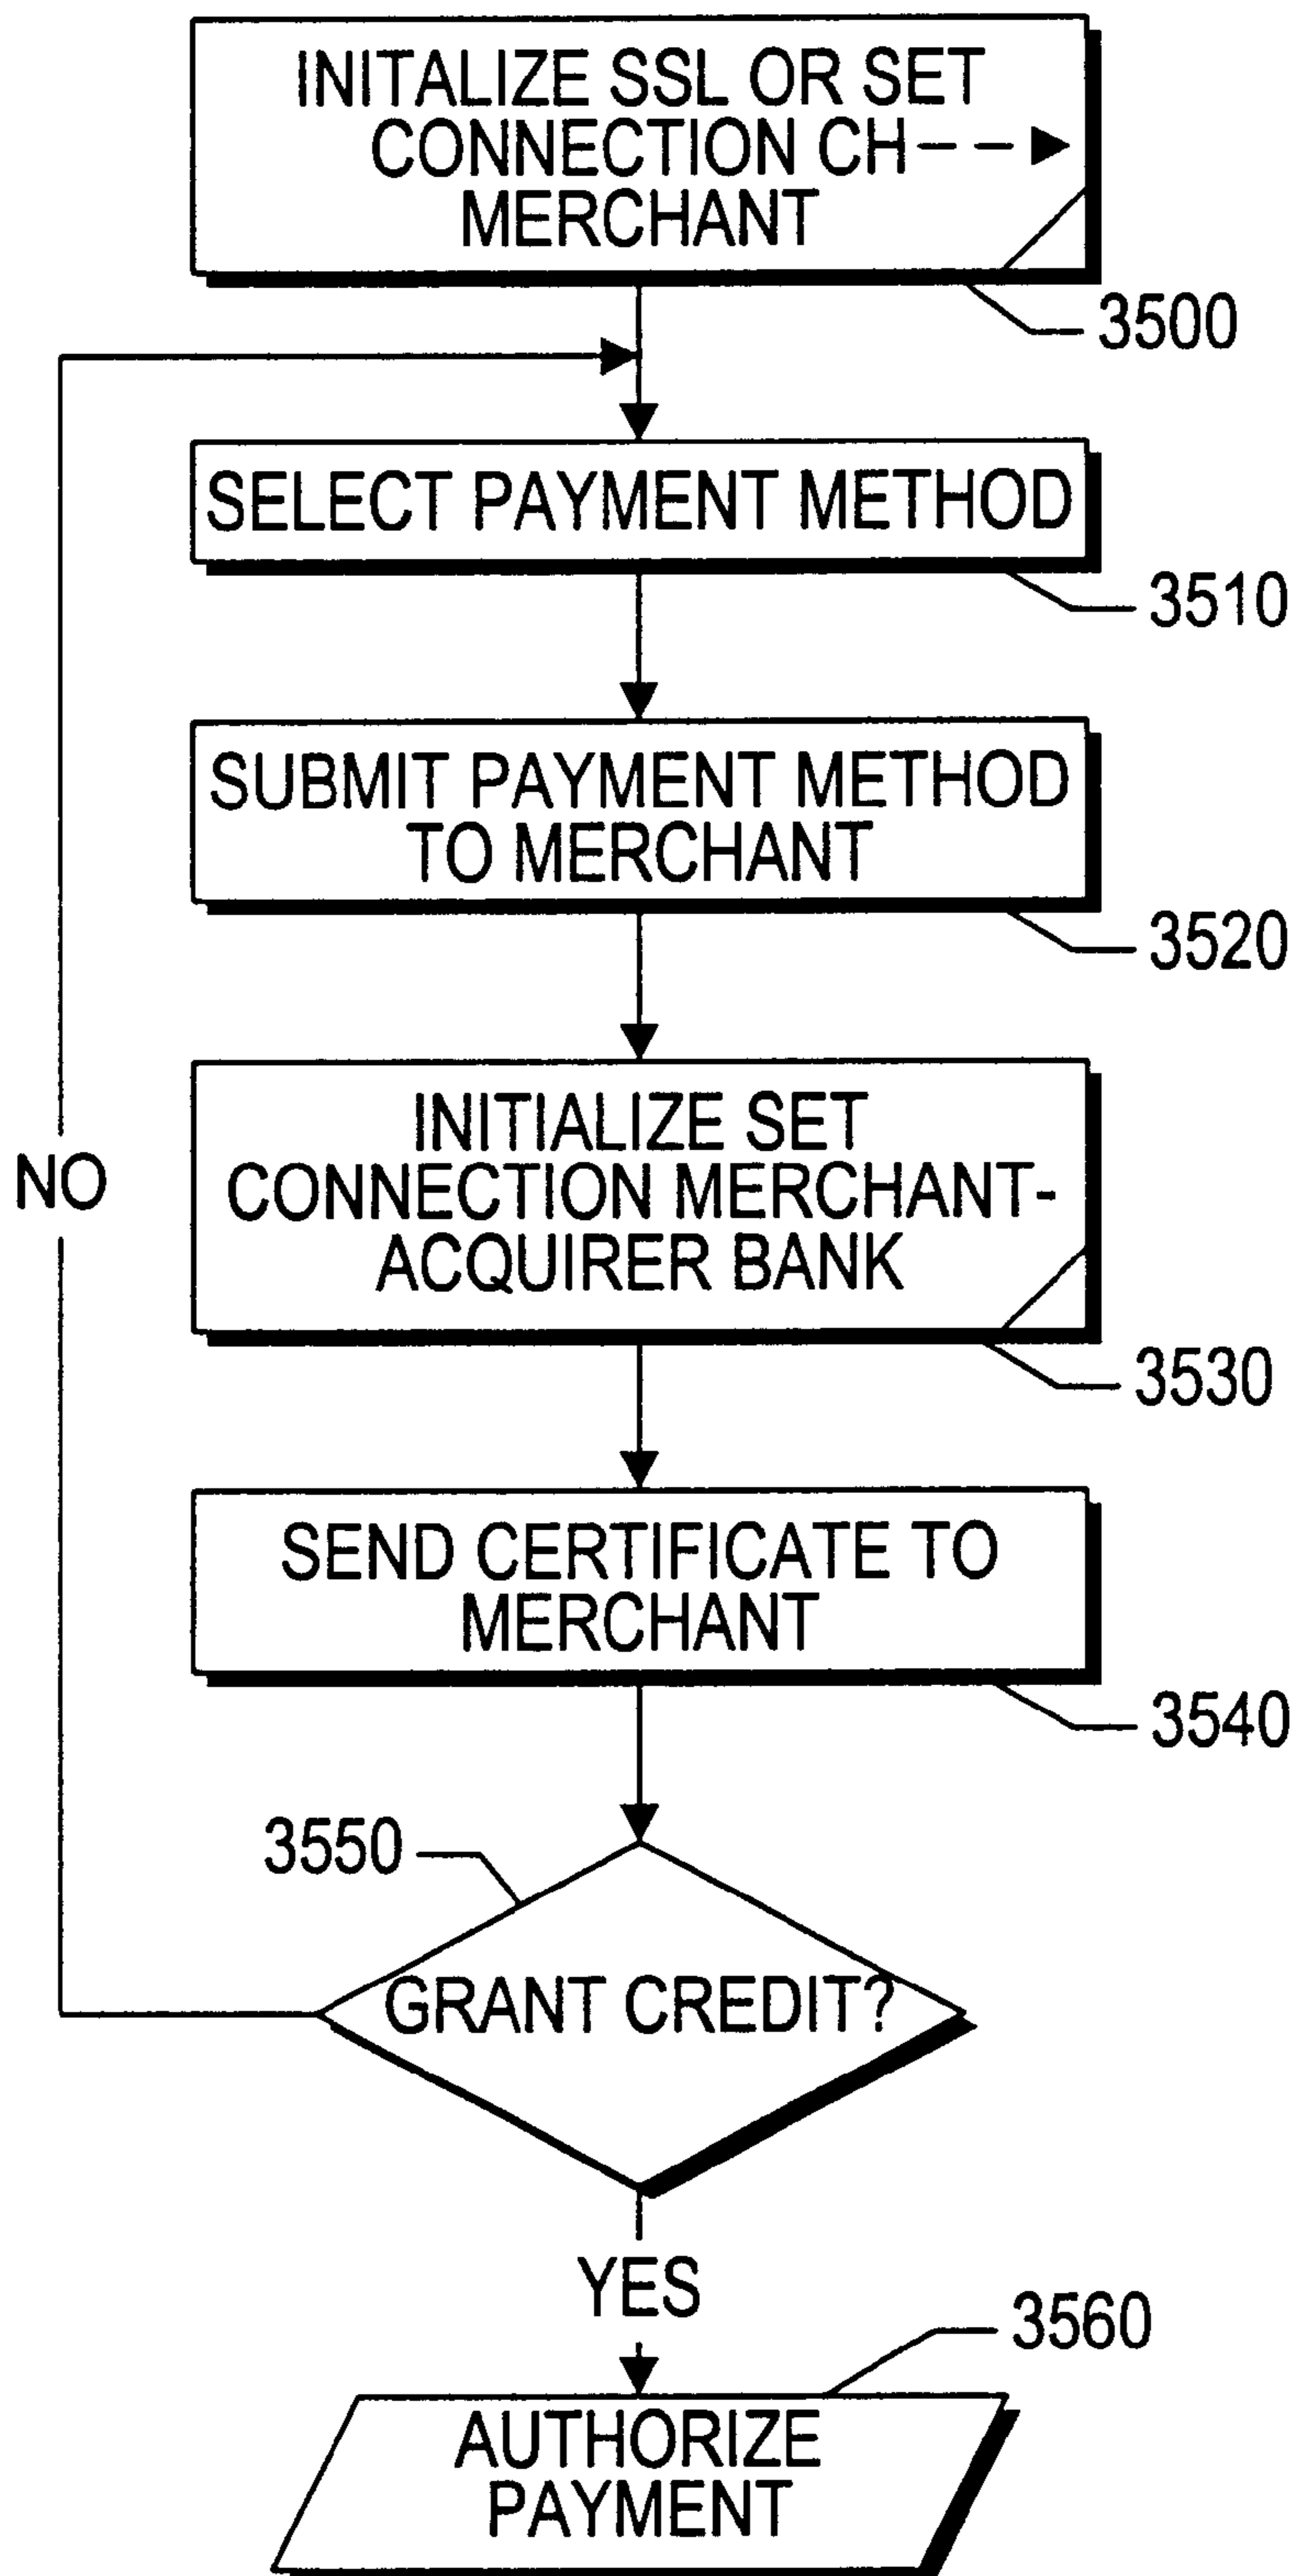 INITALIZE SSL OR SET
CONNECTION CH
MERCHANT
3500
SELECT PAYMENT METHOD
3510
SUBMIT PAYMENT METHOD
TO MERCHANT
3520
INITIALIZE SET
CONNECTION MERCHANT-
ACQUIRER BANK
NO
3530
SEND CERTIFICATE TO
MERCHANT
3540
3550
GRANT CREDIT?
YES
3560
AUTHORIZE
PAYMENT